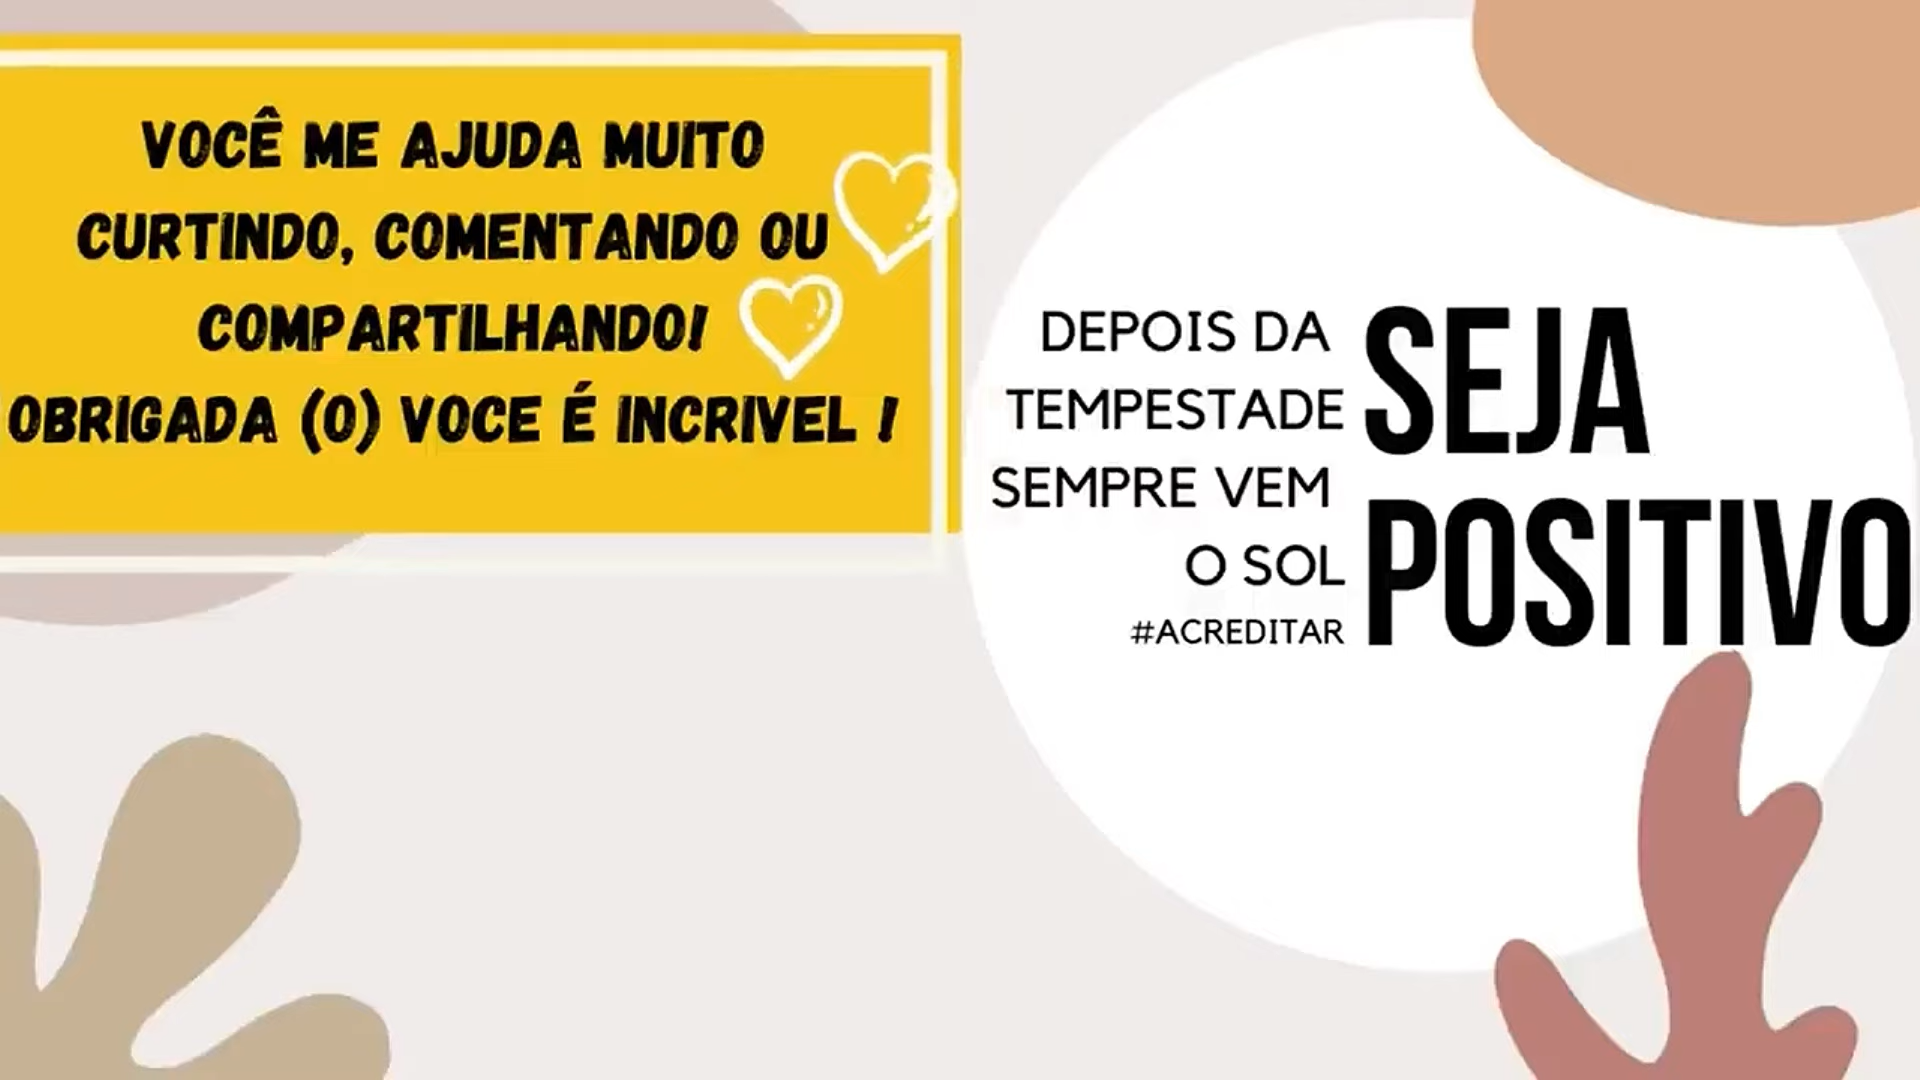 VOCÊ ME AJUDA MUITO
CURTINDO, COMENTANDO OU
COMPARTILHANDO!
OBRIGADA (O) VOCE É INCRIVEL !
DEPOIS DA
TEMPESTADE
SEMPRE VEM
O SOL
#ACREDITAR
SEJA
POSITIVO